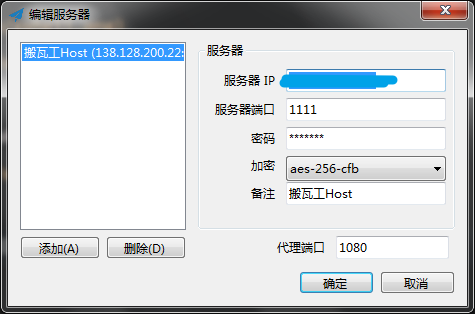 编辑服务器
搬瓦工Host (138.128.200.22:
服务器
服务器 IP
服务器端口
1111
密码
*******
加密
aes-256-cfb
备注
搬瓦工Host
添加(A)
删除(D)
代理端口
1080
确定
取消